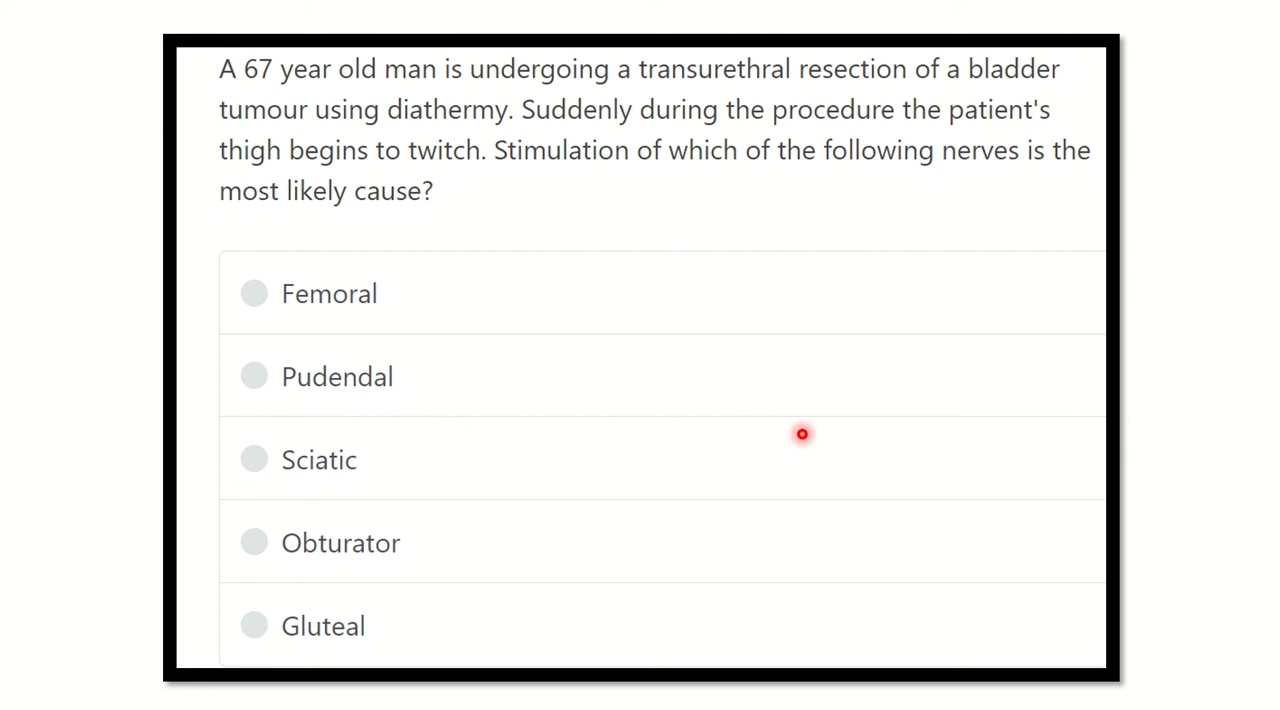 A 67 year old man is undergoing a transurethral resection of a bladder
tumour using diathermy. Suddenly during the procedure the patient's
thigh begins to twitch. Stimulation of which of the following nerves is the
most likely cause?
Femoral
Pudendal
Sciatic
Obturator
Gluteal